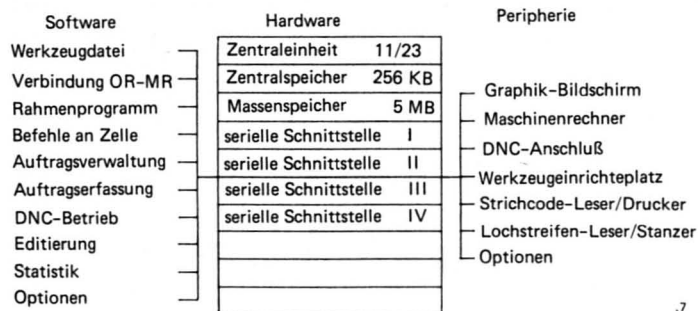 Software
Werkzeugdatei
Verbindung OR-MR
Rahmenprogramm
Befehle an Zelle
Auftragsverwaltung
Auftragserfassung
DNC-Betrieb
Editierung
Statistik
Optionen
Hardware
Zentraleinheit 11/23
Zentralspeicher 256 KB
Massenspeicher 5 MB
serielle Schnittstelle I
serielle Schnittstelle II
serielle Schnittstelle III
serielle Schnittstelle IV
Peripherie
Graphik-Bildschirm
Maschinenrechner
DNC-Anschluß
Werkzeugeinrichteplatz
Strichcode-Leser/Drucker
Lochstreifen-Leser/Stanzer
Optionen
.7